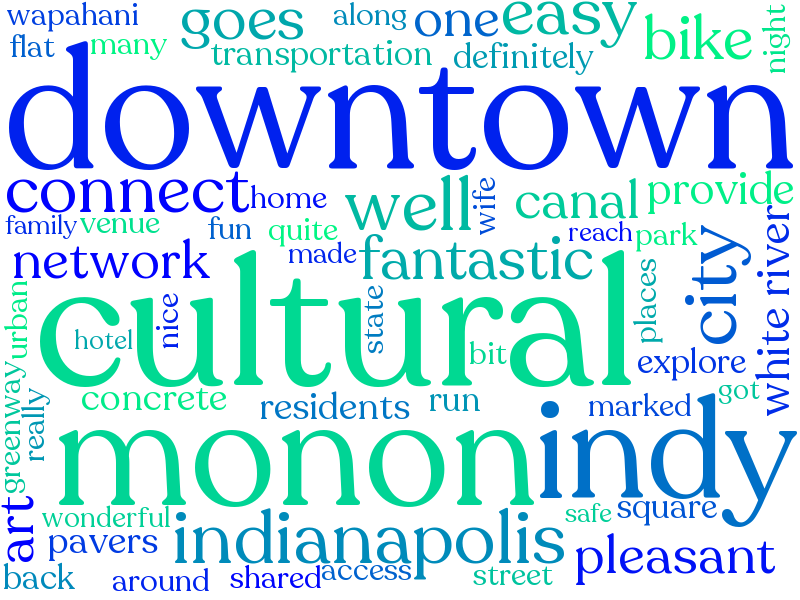 wapahani goes along one easy bike night
flat many transportation definitely
downtown
connect home well wife canal provide
family venue fun quite made reach park
network fantastic city white river
urban cultural nice state places
hotel bit explore
greenway really concrete residents run marked got
monon indy
art wonderful indianapolis safe square
pavers pleasant
back around shared access street